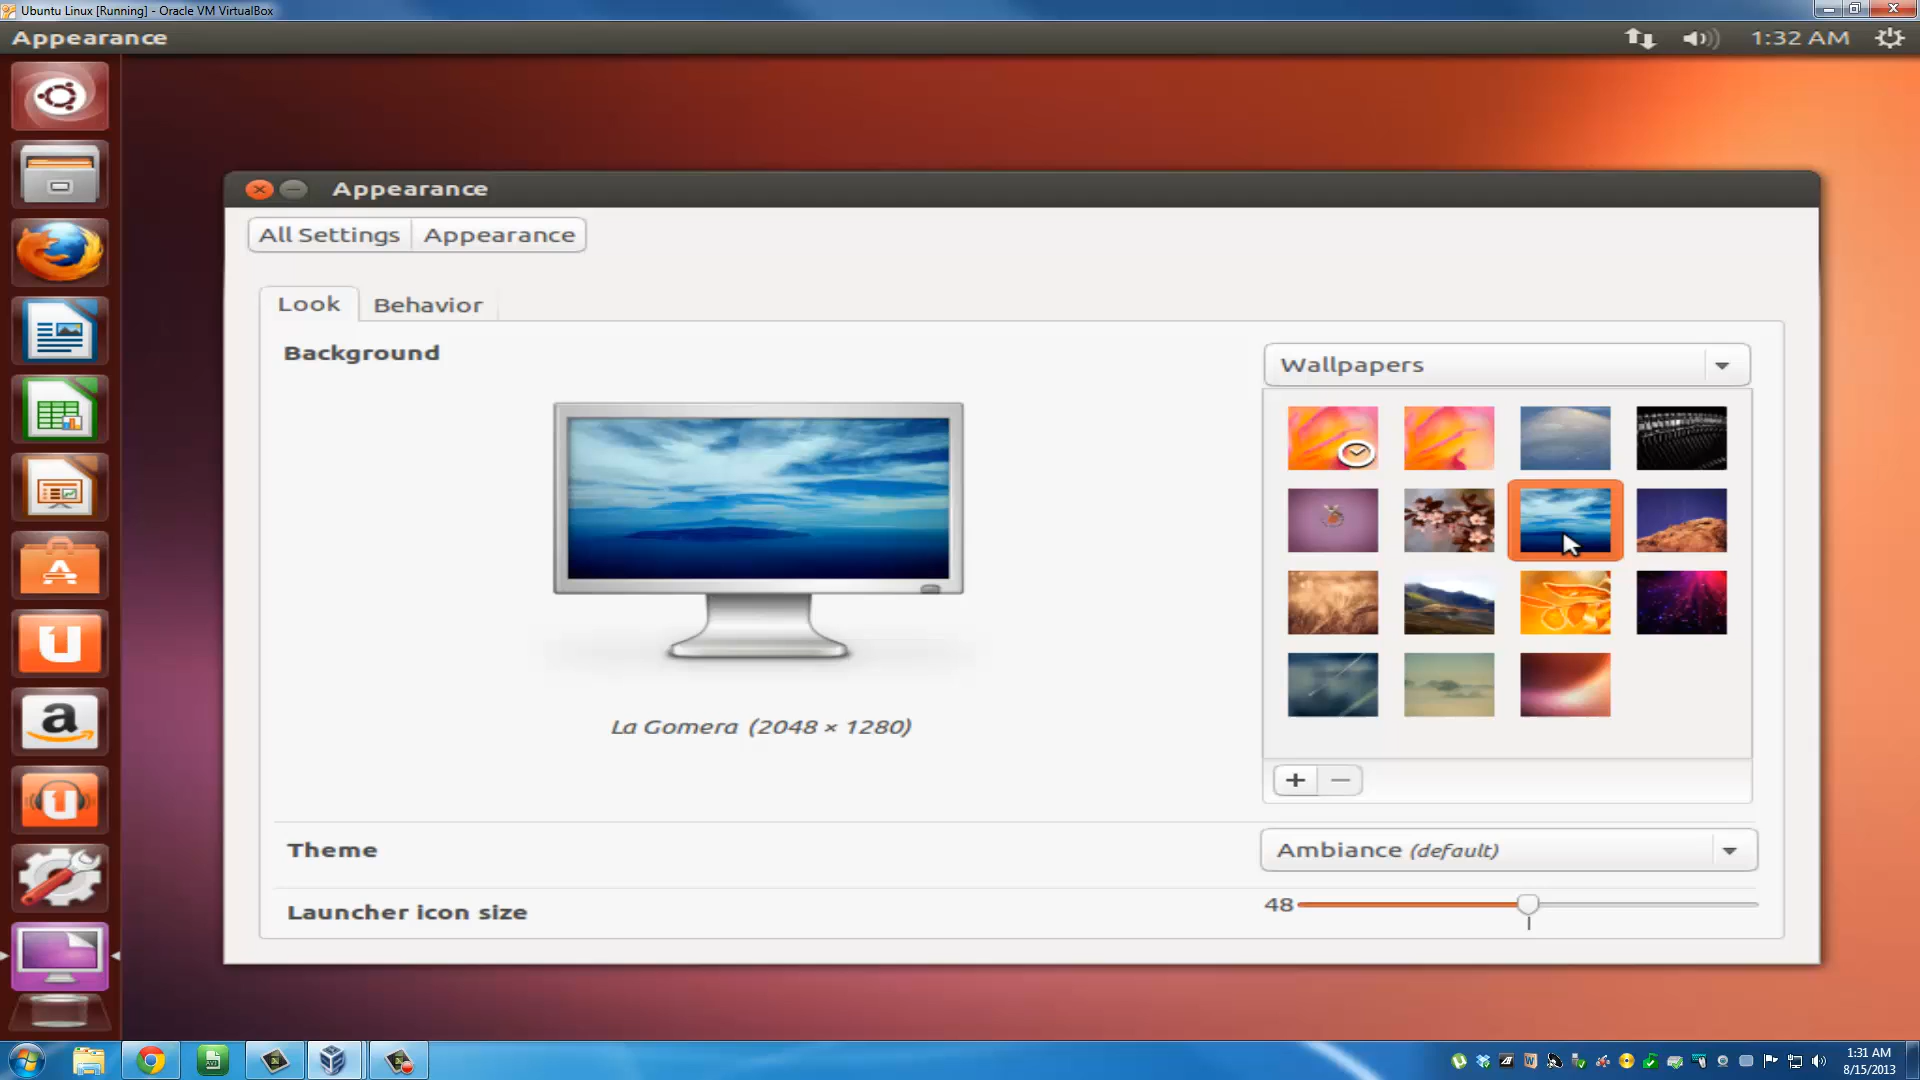 Ubuntu Linux [Running] - Oracle VM VirtualBox
Appearance
1:32 AM
Appearance
All Settings
Appearance
Look
Behavior
Background
Wallpapers
La Gomera (2048 × 1280)
Theme
Ambiance (default)
Launcher icon size
48
1:31 AM
8/15/2013